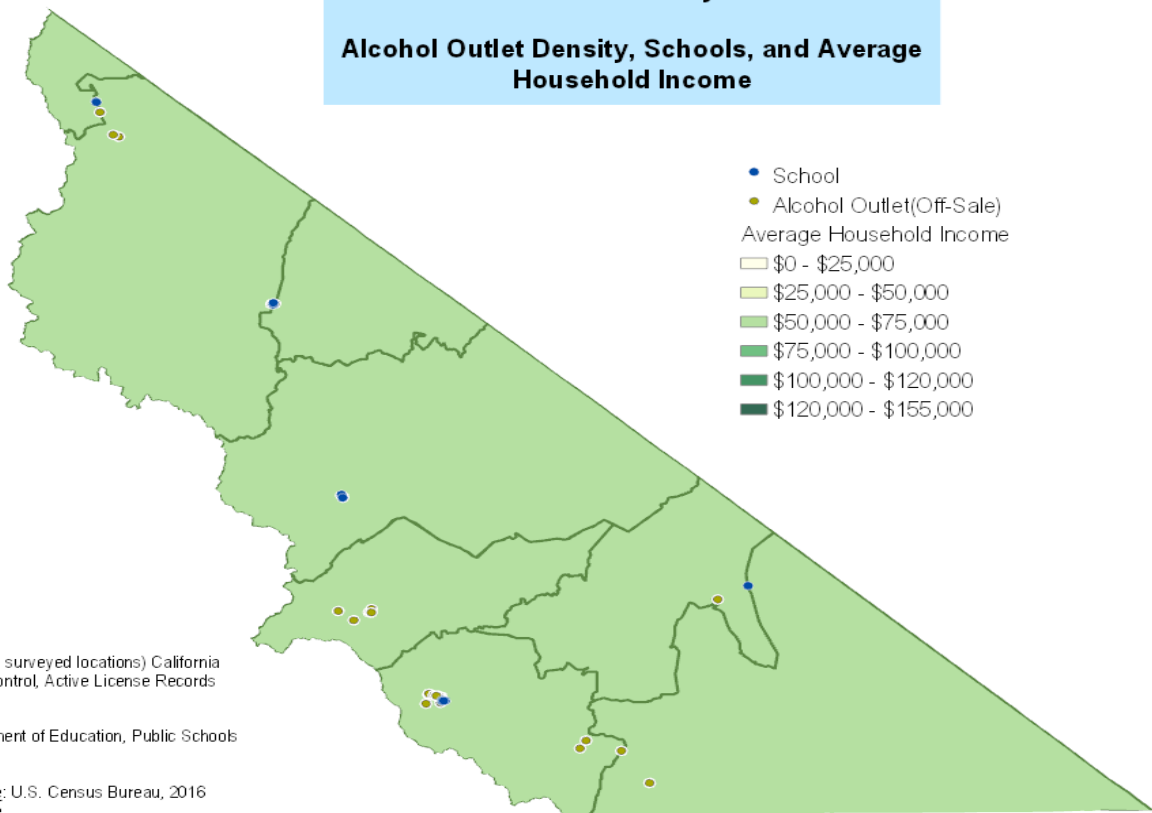 Alcohol Outlet Density, Schools, and Average
Household Income
School
Alcohol Outlet(Off-Sale)
Average Household Income
$0 - $25,000
$25,000 - $50,000
$50,000 - $75,000
$75,000 - $100,000
$100,000 - $120,000
$120,000 - $155,000
surveyed locations) California
ontrol, Active License Records
ment of Education, Public Schools
e: U.S. Census Bureau, 2016